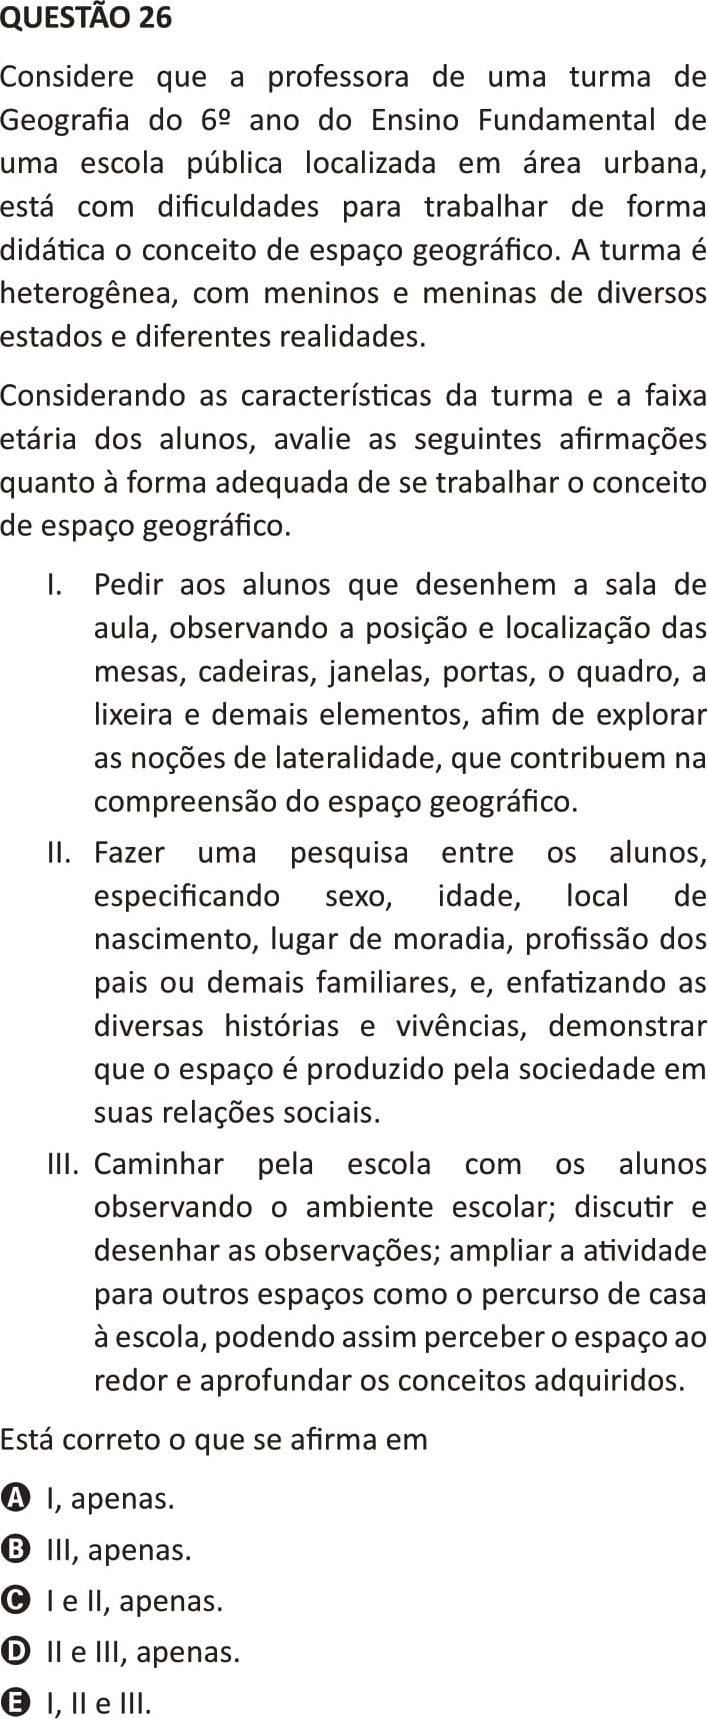 QUESTÃO 26
Considere que a professora de uma turma de
Geografia do 6º ano do Ensino Fundamental de
uma escola pública localizada em área urbana,
está com dificuldades para trabalhar de forma
didática o conceito de espaço geográfico. A turma é
heterogênea, com meninos e meninas de diversos
estados e diferentes realidades.
Considerando as características da turma e a faixa
etária dos alunos, avalie as seguintes afirmações
quanto à forma adequada de se trabalhar o conceito
de espaço geográfico.
I. Pedir aos alunos que desenhem a sala de
aula, observando a posição e localização das
mesas, cadeiras, janelas, portas, o quadro, a
lixeira e demais elementos, afim de explorar
as noções de lateralidade, que contribuem na
compreensão do espaço geográfico.
II. Fazer uma pesquisa entre os alunos,
especificando sexo, idade, local de
nascimento, lugar de moradia, profissão dos
pais ou demais familiares, e, enfatizando as
diversas histórias e vivências, demonstrar
que o espaço é produzido pela sociedade em
suas relações sociais.
III. Caminhar pela escola com os alunos
observando o ambiente escolar; discutir e
desenhar as observações; ampliar a atividade
para outros espaços como o percurso de casa
à escola, podendo assim perceber o espaço ao
redor e aprofundar os conceitos adquiridos.
Está correto o que se afirma em
A I, apenas.
B III, apenas.
C I e II, apenas.
D II e III, apenas.
E I, II e III.